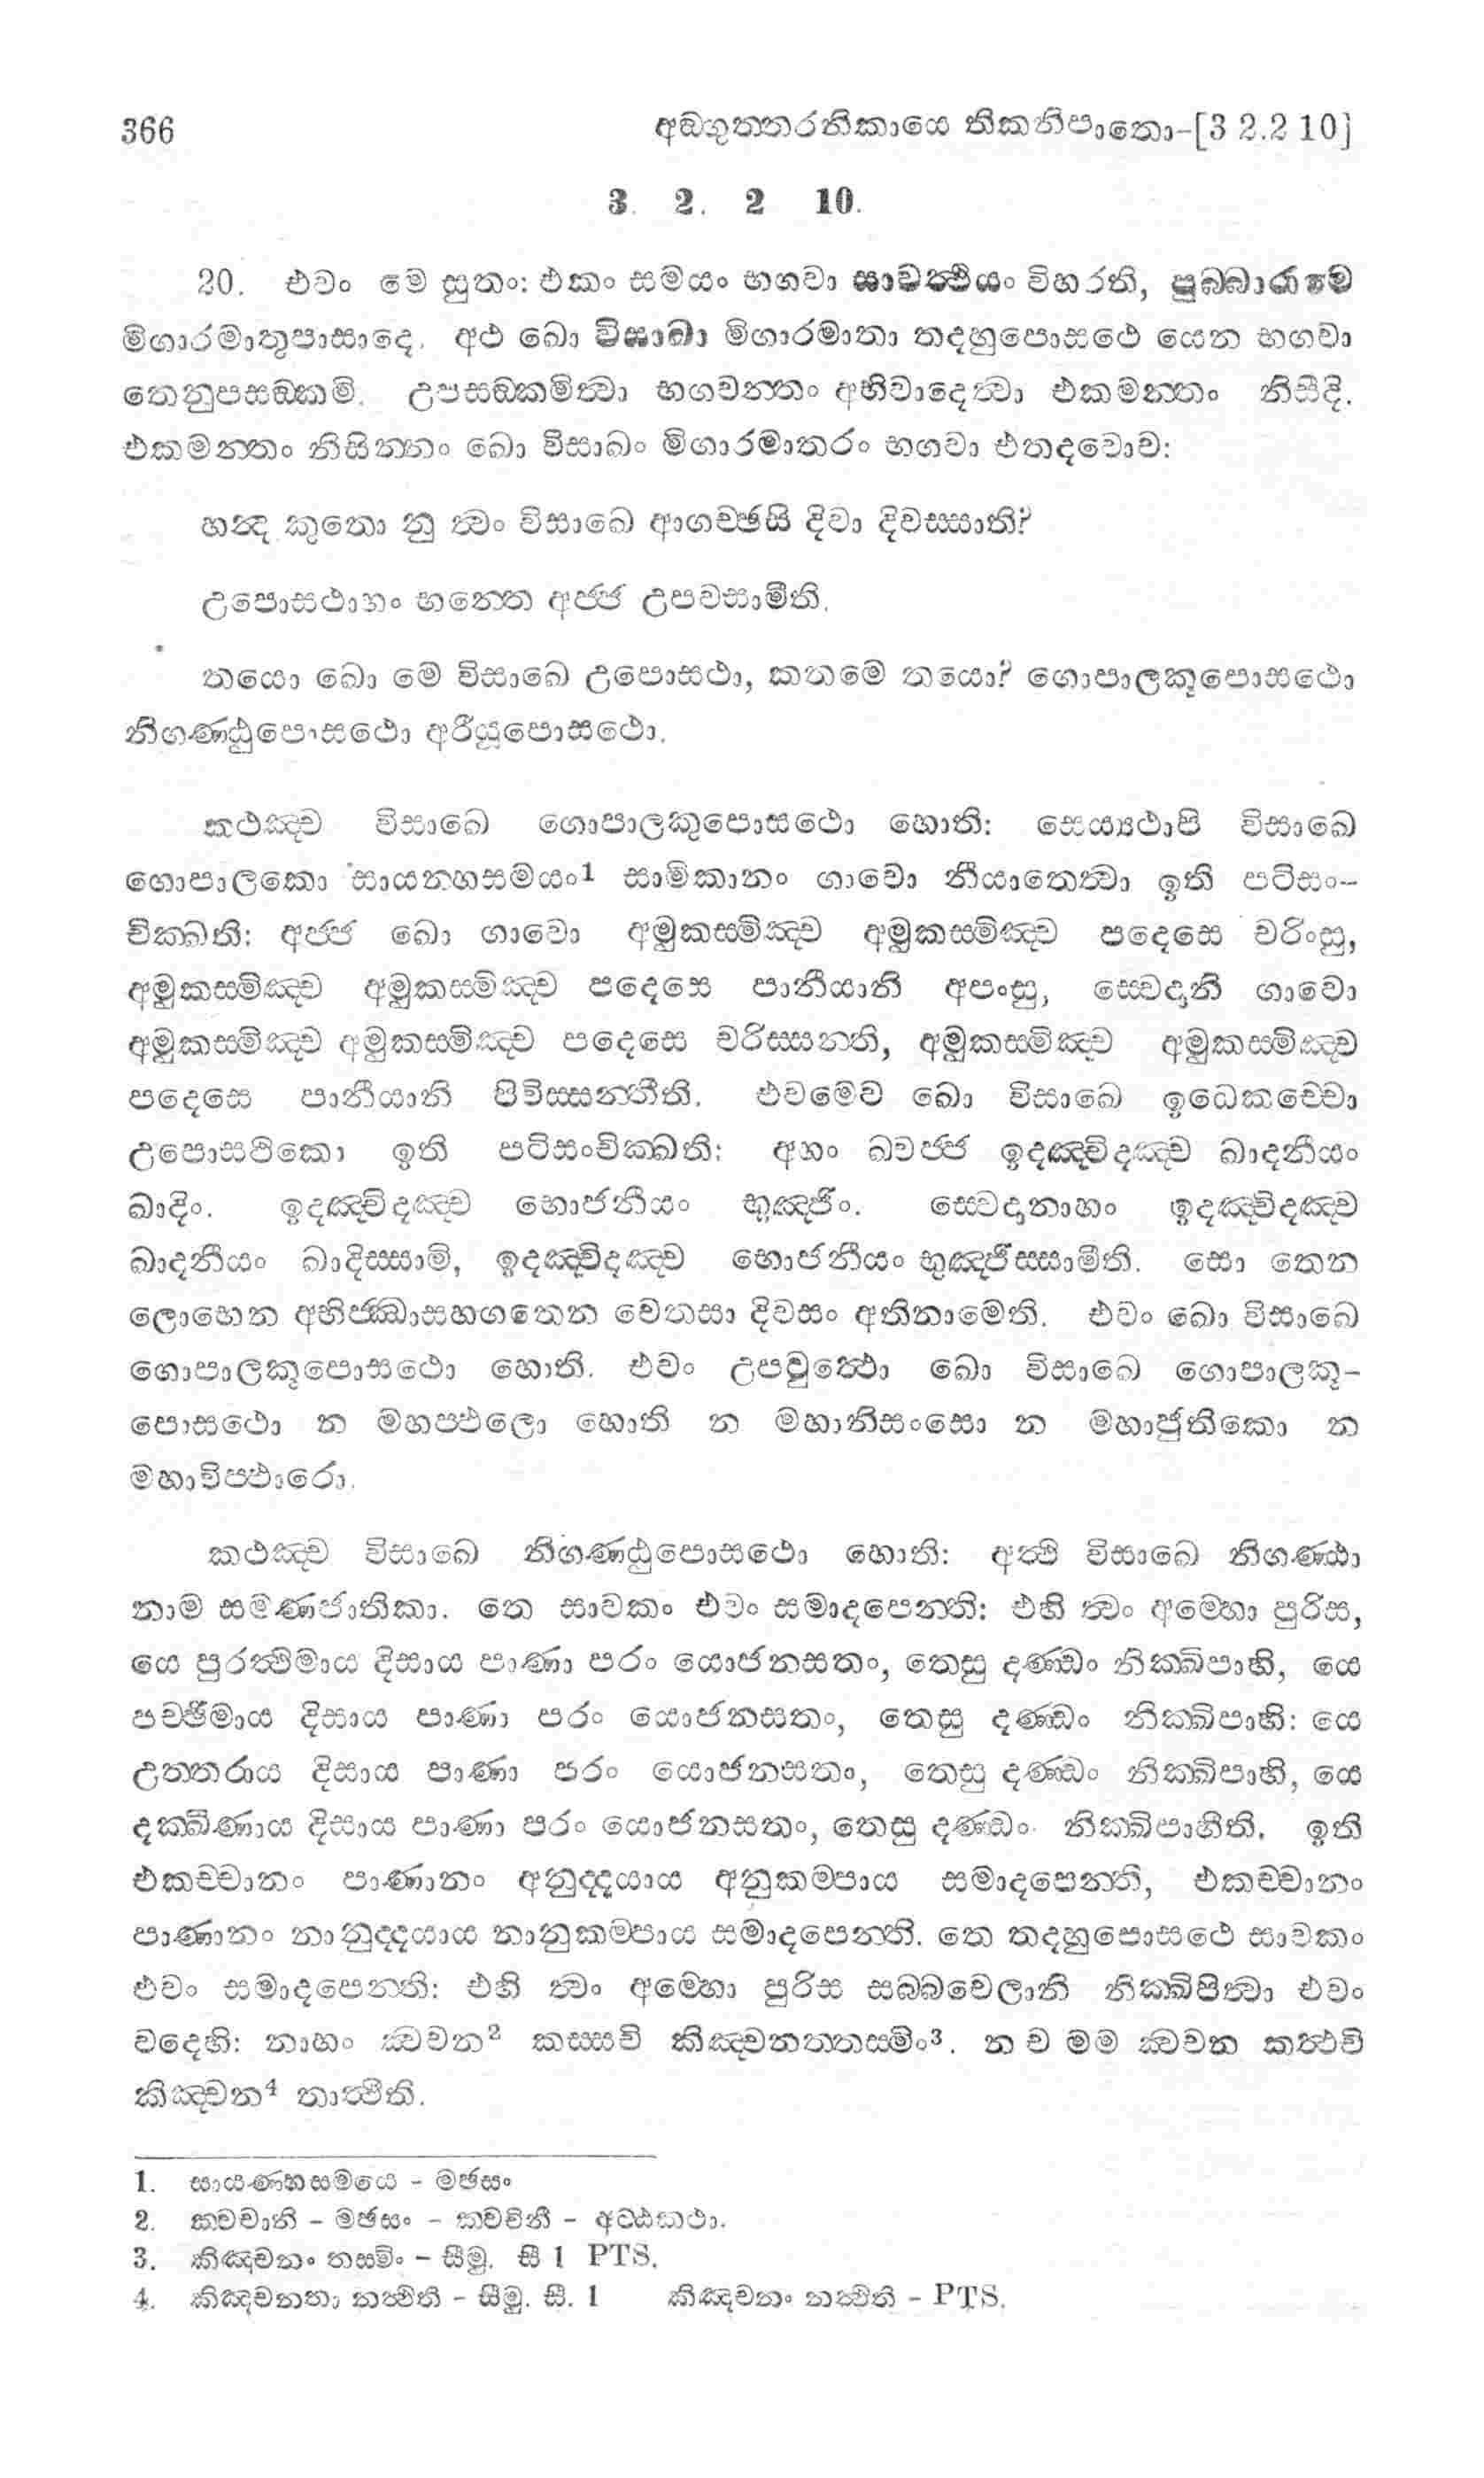 366 අඞ්ගුත්තරනිකායෙ තිකනිපාතො-[3 2.2 10]
3. 2. 2 10.
20. එවං මෙ සුතං: එකං සමයං භගවා සාවත්ථියං විහරති, පුබ්බාරාමෙ
මිගාරමාතුපාසාදෙ. අථ ඛො විසාඛා මිගාරමාතා තදහුපොසථෙ යෙන භගවා
තෙනුපසඞ්කමි. උපසඞ්කමිත්වා භගවන්තං අභිවාදෙත්වා එකමන්තං නිසීදි.
එකමන්තං නිසින්නං ඛො විසාඛං මිගාරමාතරං භගවා එතදවොච:
හන්ද කුතො නු ත්වං විසාඛෙ ආගච්ඡසි දිවා දිවස්සාති?
උපොසථාහං භන්තෙ අජ්ජ උපවසාමීති.
තයො ඛො මෙ විසාඛෙ උපොසථා, කතමෙ තයො? ගොපාලකූපොසථො
නිගණ්ඨුපොසථො අරියූපොසථො.
කථඤ්ච විසාඛෙ ගොපාලකුපොසථො හොති: සෙය්‍යථාපි විසාඛෙ
ගොපාලකො සායන්හසමයං1 සාමිකානං ගාවො නීයාතෙත්වා ඉති පටිසං-
චික්ඛති: අජ්ජ ඛො ගාවො අමුකස්මිඤ්ච අමුකස්මිඤ්ච පදෙසෙ චරිංසු,
අමුකස්මිඤ්ච අමුකස්මිඤ්ච පදෙසෙ පානීයානි අපංසු, ස්වෙදානි ගාවො
අමුකස්මිඤ්ච අමුකස්මිඤ්ච පදෙසෙ චරිස්සන්ති, අමුකස්මිඤ්ච අමුකස්මිඤ්ච
පදෙසෙ පානීයානි පිවිස්සන්තීති. එවමෙව ඛො විසාඛෙ ඉධෙකච්චො
උපොසථිකො ඉති පටිසංචික්ඛති: අහං ඛ්වජ්ජ ඉදඤ්චිදඤ්ච ඛාදනීයං
ඛාදිං. ඉදඤ්චිදඤ්ච භොජනීයං භුඤ්ජිං. ස්වෙදානාහං ඉදඤ්චිදඤ්ච
ඛාදනීයං ඛාදිස්සාමි, ඉදඤ්චිදඤ්ච භොජනීයං භුඤ්ජිස්සාමීති. සො තෙන
ලොභෙන අභිජ්ඣාසහගතෙන චෙතසා දිවසං අතිනාමෙති. එවං ඛො විසාඛෙ
ගොපාලකූපොසථො හොති. එවං උපවුත්ථො ඛො විසාඛෙ ගොපාලකූ-
පොසථො න මහප්ඵලො හොති න මහානිසංසො න මහාජුතිකො න
මහාවිප්ඵාරො.
කථඤ්ච විසාඛෙ නිගණ්ඨුපොසථො හොති: අත්ථි විසාඛෙ නිගණ්ඨා
නාම සමණජාතිකා. තෙ සාවකං එවං සමාදපෙන්ති: එහි ත්වං අම්භො පුරිස,
යෙ පුරත්ථිමාය දිසාය පාණා පරං යොජනසතං, තෙසු දණ්ඩං නික්ඛිපාහි, යෙ
පච්ඡිමාය දිසාය පාණා පරං යොජනසතං, තෙසු දණ්ඩං නික්ඛිපාහි: යෙ
උත්තරාය දිසාය පාණා පරං යොජනසතං, තෙසු දණ්ඩං නික්ඛිපාහි, යෙ
දක්ඛිණාය දිසාය පාණා පරං යොජනසතං, තෙසු දණ්ඩං නික්ඛිපාහීති. ඉති
එකච්චානං පාණානං අනුද්දයාය අනුකම්පාය සමාදපෙන්ති, එකච්චානං
පාණානං නානුද්දයාය නානුකම්පාය සමාදපෙන්ති. තෙ තදහුපොසථෙ සාවකං
එවං සමාදපෙන්ති: එහි ත්වං අම්භො පුරිස සබ්බවෙලානි නික්ඛිපිත්වා එවං
වදෙහි: නාහං ක්වචන2 කස්සචි කිඤ්චනතත්තස්මිං3. න ච මම ක්වචන කත්ථචි
කිඤ්චන4 නාත්ථීති.
1. සායණ්හසමයෙ - මඡසං
2. ක්වචානි - මඡසං - කවචිනී - අට්ඨකථා.
3. කිඤ්චනං තස්මිං - සීමු. සී 1 PTS.
4. කිඤ්චනතා නත්ථිති - සීමු. සී. 1 කිඤ්චනං නත්ථිති - PTS.